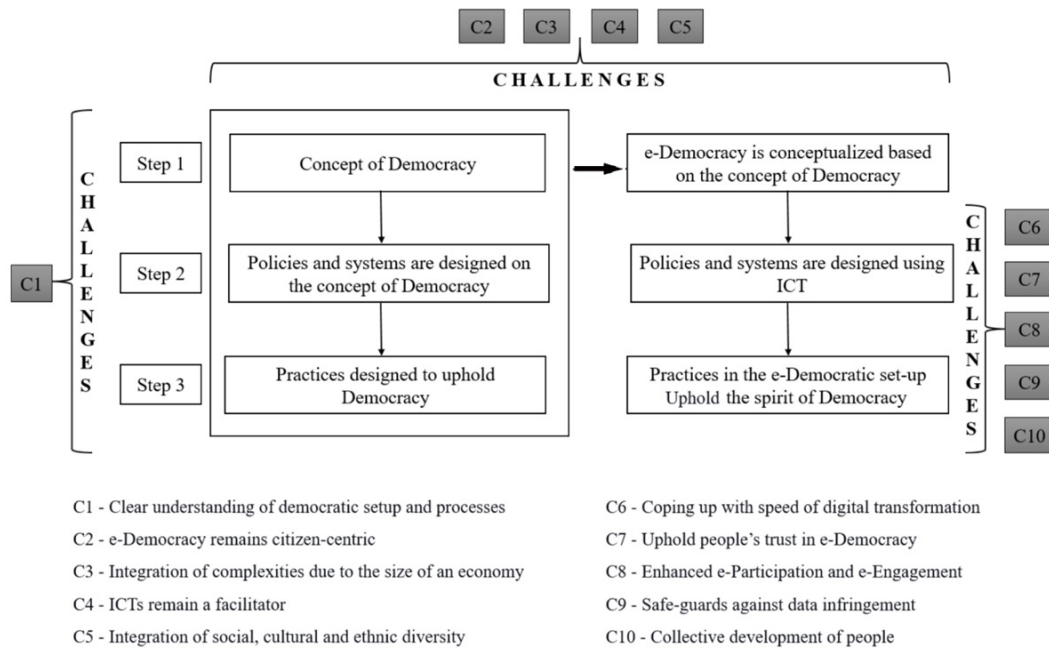 C2 C3 C4 C5
CHALLENGES
CHALLENGES
C1
Step 1
Concept of Democracy
e-Democracy is conceptualized based
on the concept of Democracy
Step 2
Policies and systems are designed on
the concept of Democracy
Policies and systems are designed using
ICT
Step 3
Practices designed to uphold
Democracy
Practices in the e-Democratic set-up
Uphold the spirit of Democracy
CHALLENGES
C6
C7
C8
C9
C10
C1 - Clear understanding of democratic setup and processes
C2 - e-Democracy remains citizen-centric
C3 - Integration of complexities due to the size of an economy
C4 - ICTs remain a facilitator
C5 - Integration of social, cultural and ethnic diversity
C6 - Coping up with speed of digital transformation
C7 - Uphold people’s trust in e-Democracy
C8 - Enhanced e-Participation and e-Engagement
C9 - Safe-guards against data infringement
C10 - Collective development of people